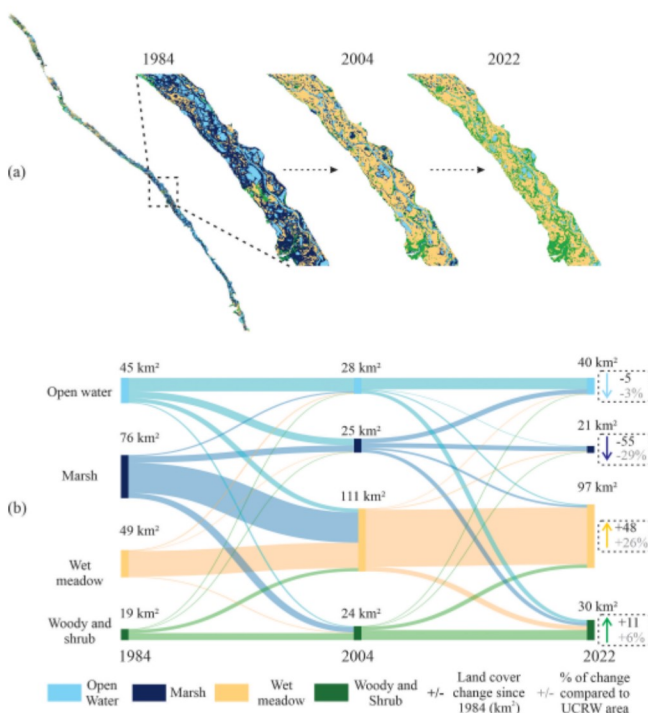 1984 2004 2022
(a)
45 km² 28 km² 40 km²
Open water
-5
-3%
76 km² 25 km² 21 km²
Marsh
-55
-29%
(b)
49 km² 111 km² 97 km²
Wet
meadow
+48
+26%
19 km² 24 km² 30 km²
Woody and
shrub
+11
+6%
1984 2004 2022
Open
Water
Marsh
Wet
meadow
Woody and
Shrub
+/- Land cover
change since
1984 (km²)
+/- % of change
compared to
UCRW area